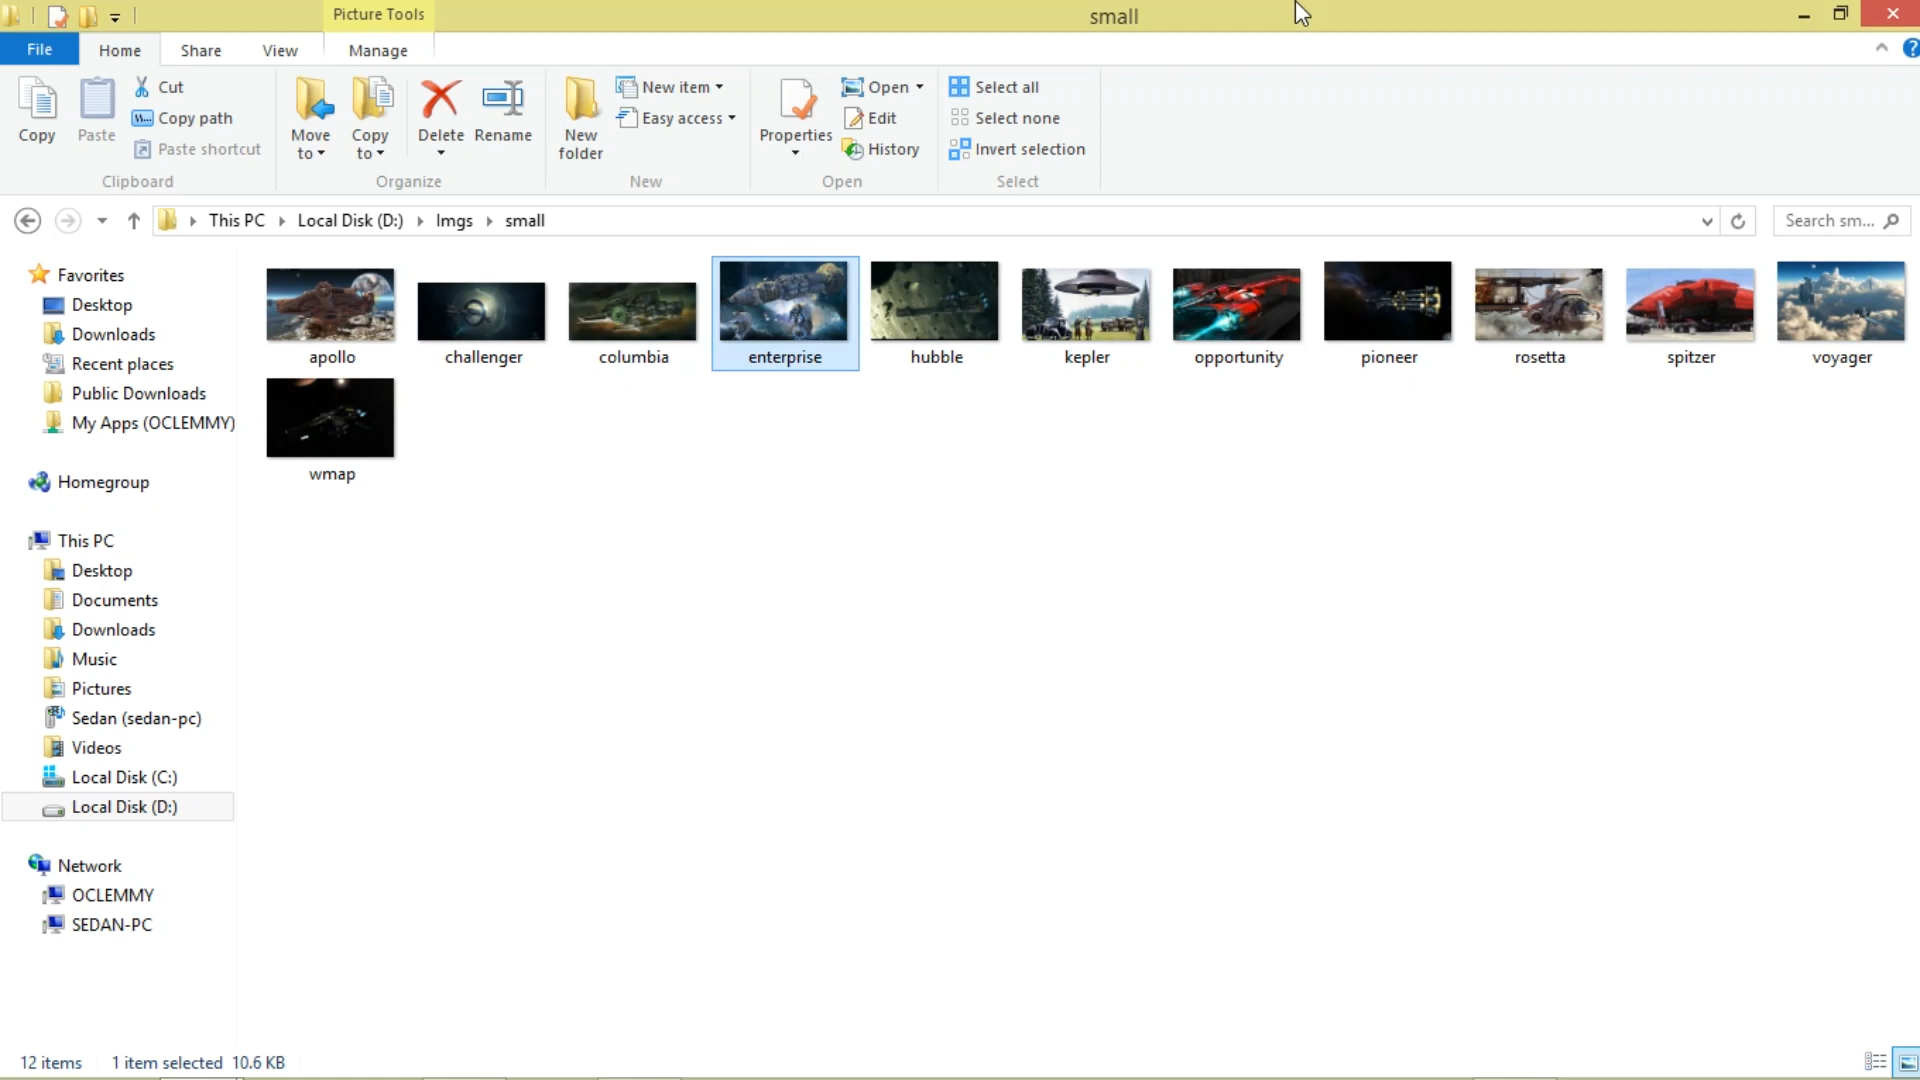 Picture Tools
small
File Home Share View Manage
Copy
Paste
Cut
Copy path
Paste shortcut
Clipboard
Move to
Copy to
Delete
Rename
Organize
New folder
New item
Easy access
New
Properties
Open
Edit
History
Open
Select all
Select none
Invert selection
Select
This PC Local Disk (D:) Imgs small
Search sm...
Favorites
Desktop
Downloads
Recent places
Public Downloads
My Apps (OCLEMMY)
Homegroup
This PC
Desktop
Documents
Downloads
Music
Pictures
Sedan (sedan-pc)
Videos
Local Disk (C:)
Local Disk (D:)
Network
OCLEMMY
SEDAN-PC
apollo challenger columbia enterprise hubble kepler opportunity pioneer rosetta spitzer voyager
wmap
12 items 1 item selected 10.6 KB